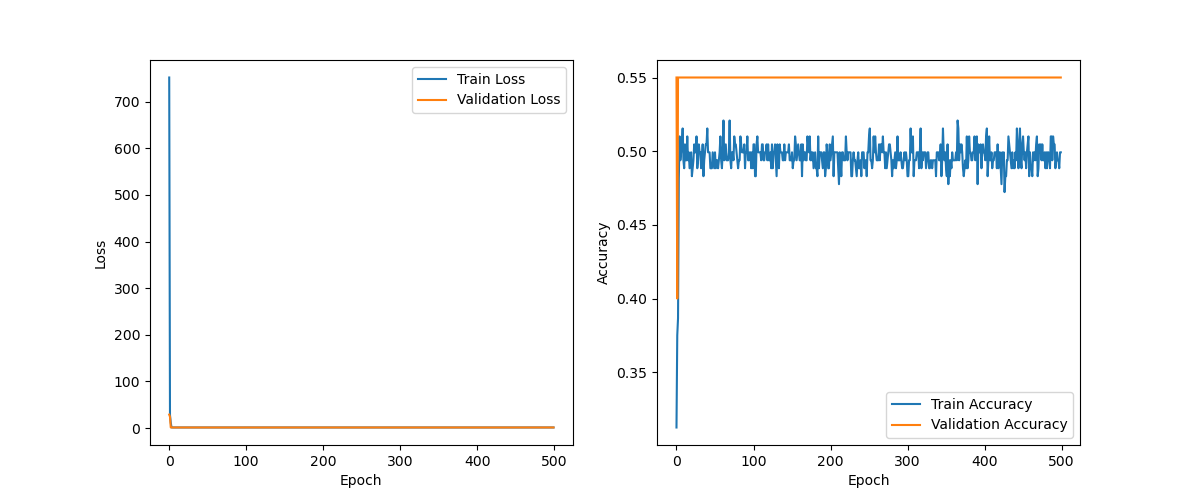 Train Loss
Validation Loss
700
600
500
400
300
200
100
0
Loss
0 100 200 300 400 500
Epoch
0.55
0.50
0.45
0.40
0.35
Accuracy
Train Accuracy
Validation Accuracy
0 100 200 300 400 500
Epoch